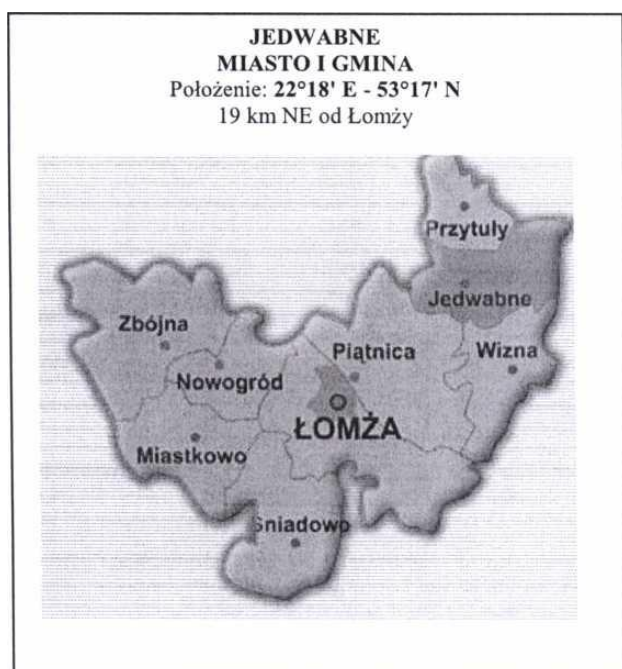 JEDWABNE
MIASTO I GMINA
Położenie: 22°18' E - 53°17' N
19 km NE od Łomży
Przytuły
Jedwabne
Zbójna
Piątnica
Wizna
Nowogród
ŁOMŻA
Miastkowo
Śniadowo